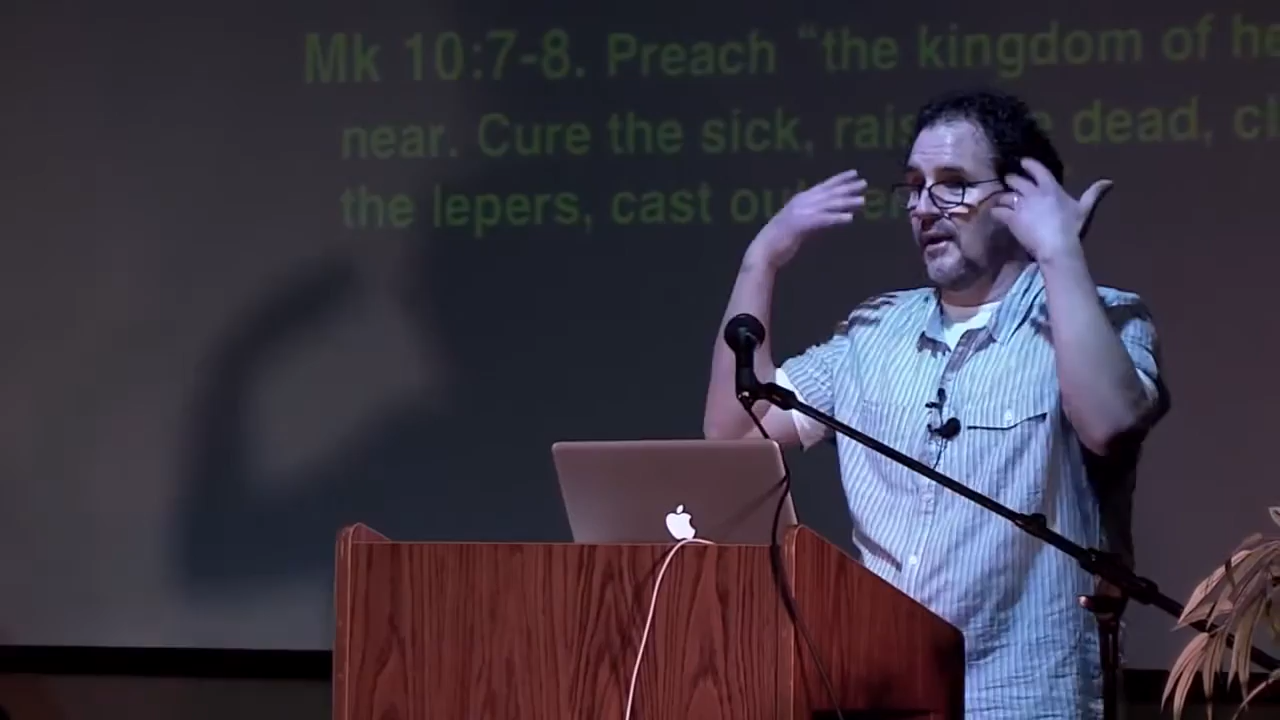 Mk 10:7-8. Preach “the kingdom of he
near. Cure the sick, rais dead, cl
the lepers, cast ou